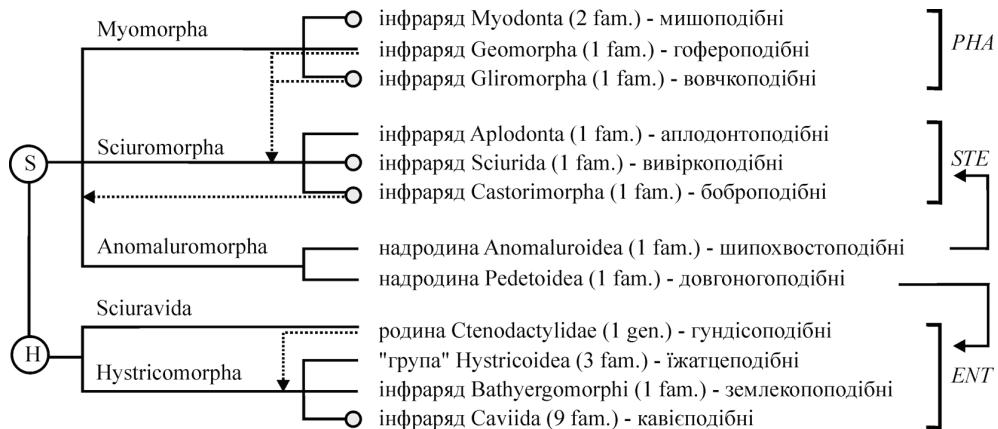 Myomorpha
інфраряд Myodonta (2 fam.) - мишоподібні
інфраряд Geomorpha (1 fam.) - гофероподібні
інфраряд Gliromorpha (1 fam.) - вовчкоподібні
PHA
S
Sciuromorpha
інфраряд Aplodonta (1 fam.) - аплодонтоподібні
інфраряд Sciurida (1 fam.) - вивіркоподібні
інфраряд Castorimorpha (1 fam.) - боброподібні
STE
Anomaluromorpha
надродина Anomaluroidea (1 fam.) - шипохвостоподібні
надродина Pedetoidea (1 fam.) - довгоногоподібні
H
Sciuravida
родина Ctenodactylidae (1 gen.) - гундісоподібні
Hystricomorpha
"група" Hystricoidea (3 fam.) - їжатцеподібні
інфраряд Bathyergomorphi (1 fam.) - землекопоподібні
інфраряд Caviida (9 fam.) - кавієподібні
ENT